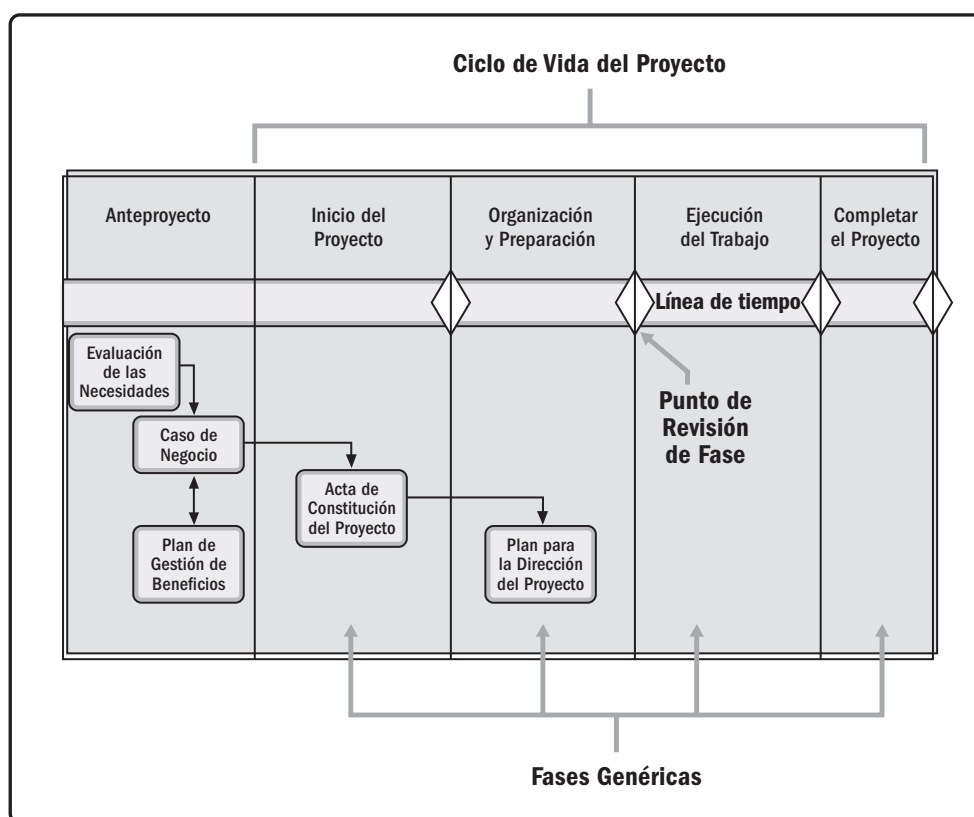 Ciclo de Vida del Proyecto
Anteproyecto
Inicio del
Proyecto
Organización
y Preparación
Ejecución
del Trabajo
Completar
el Proyecto
Línea de tiempo
Evaluación
de las
Necesidades
Caso de
Negocio
Plan de
Gestión de
Beneficios
Acta de
Constitución
del Proyecto
Plan para
la Dirección
del Proyecto
Punto de
Revisión
de Fase
Fases Genéricas